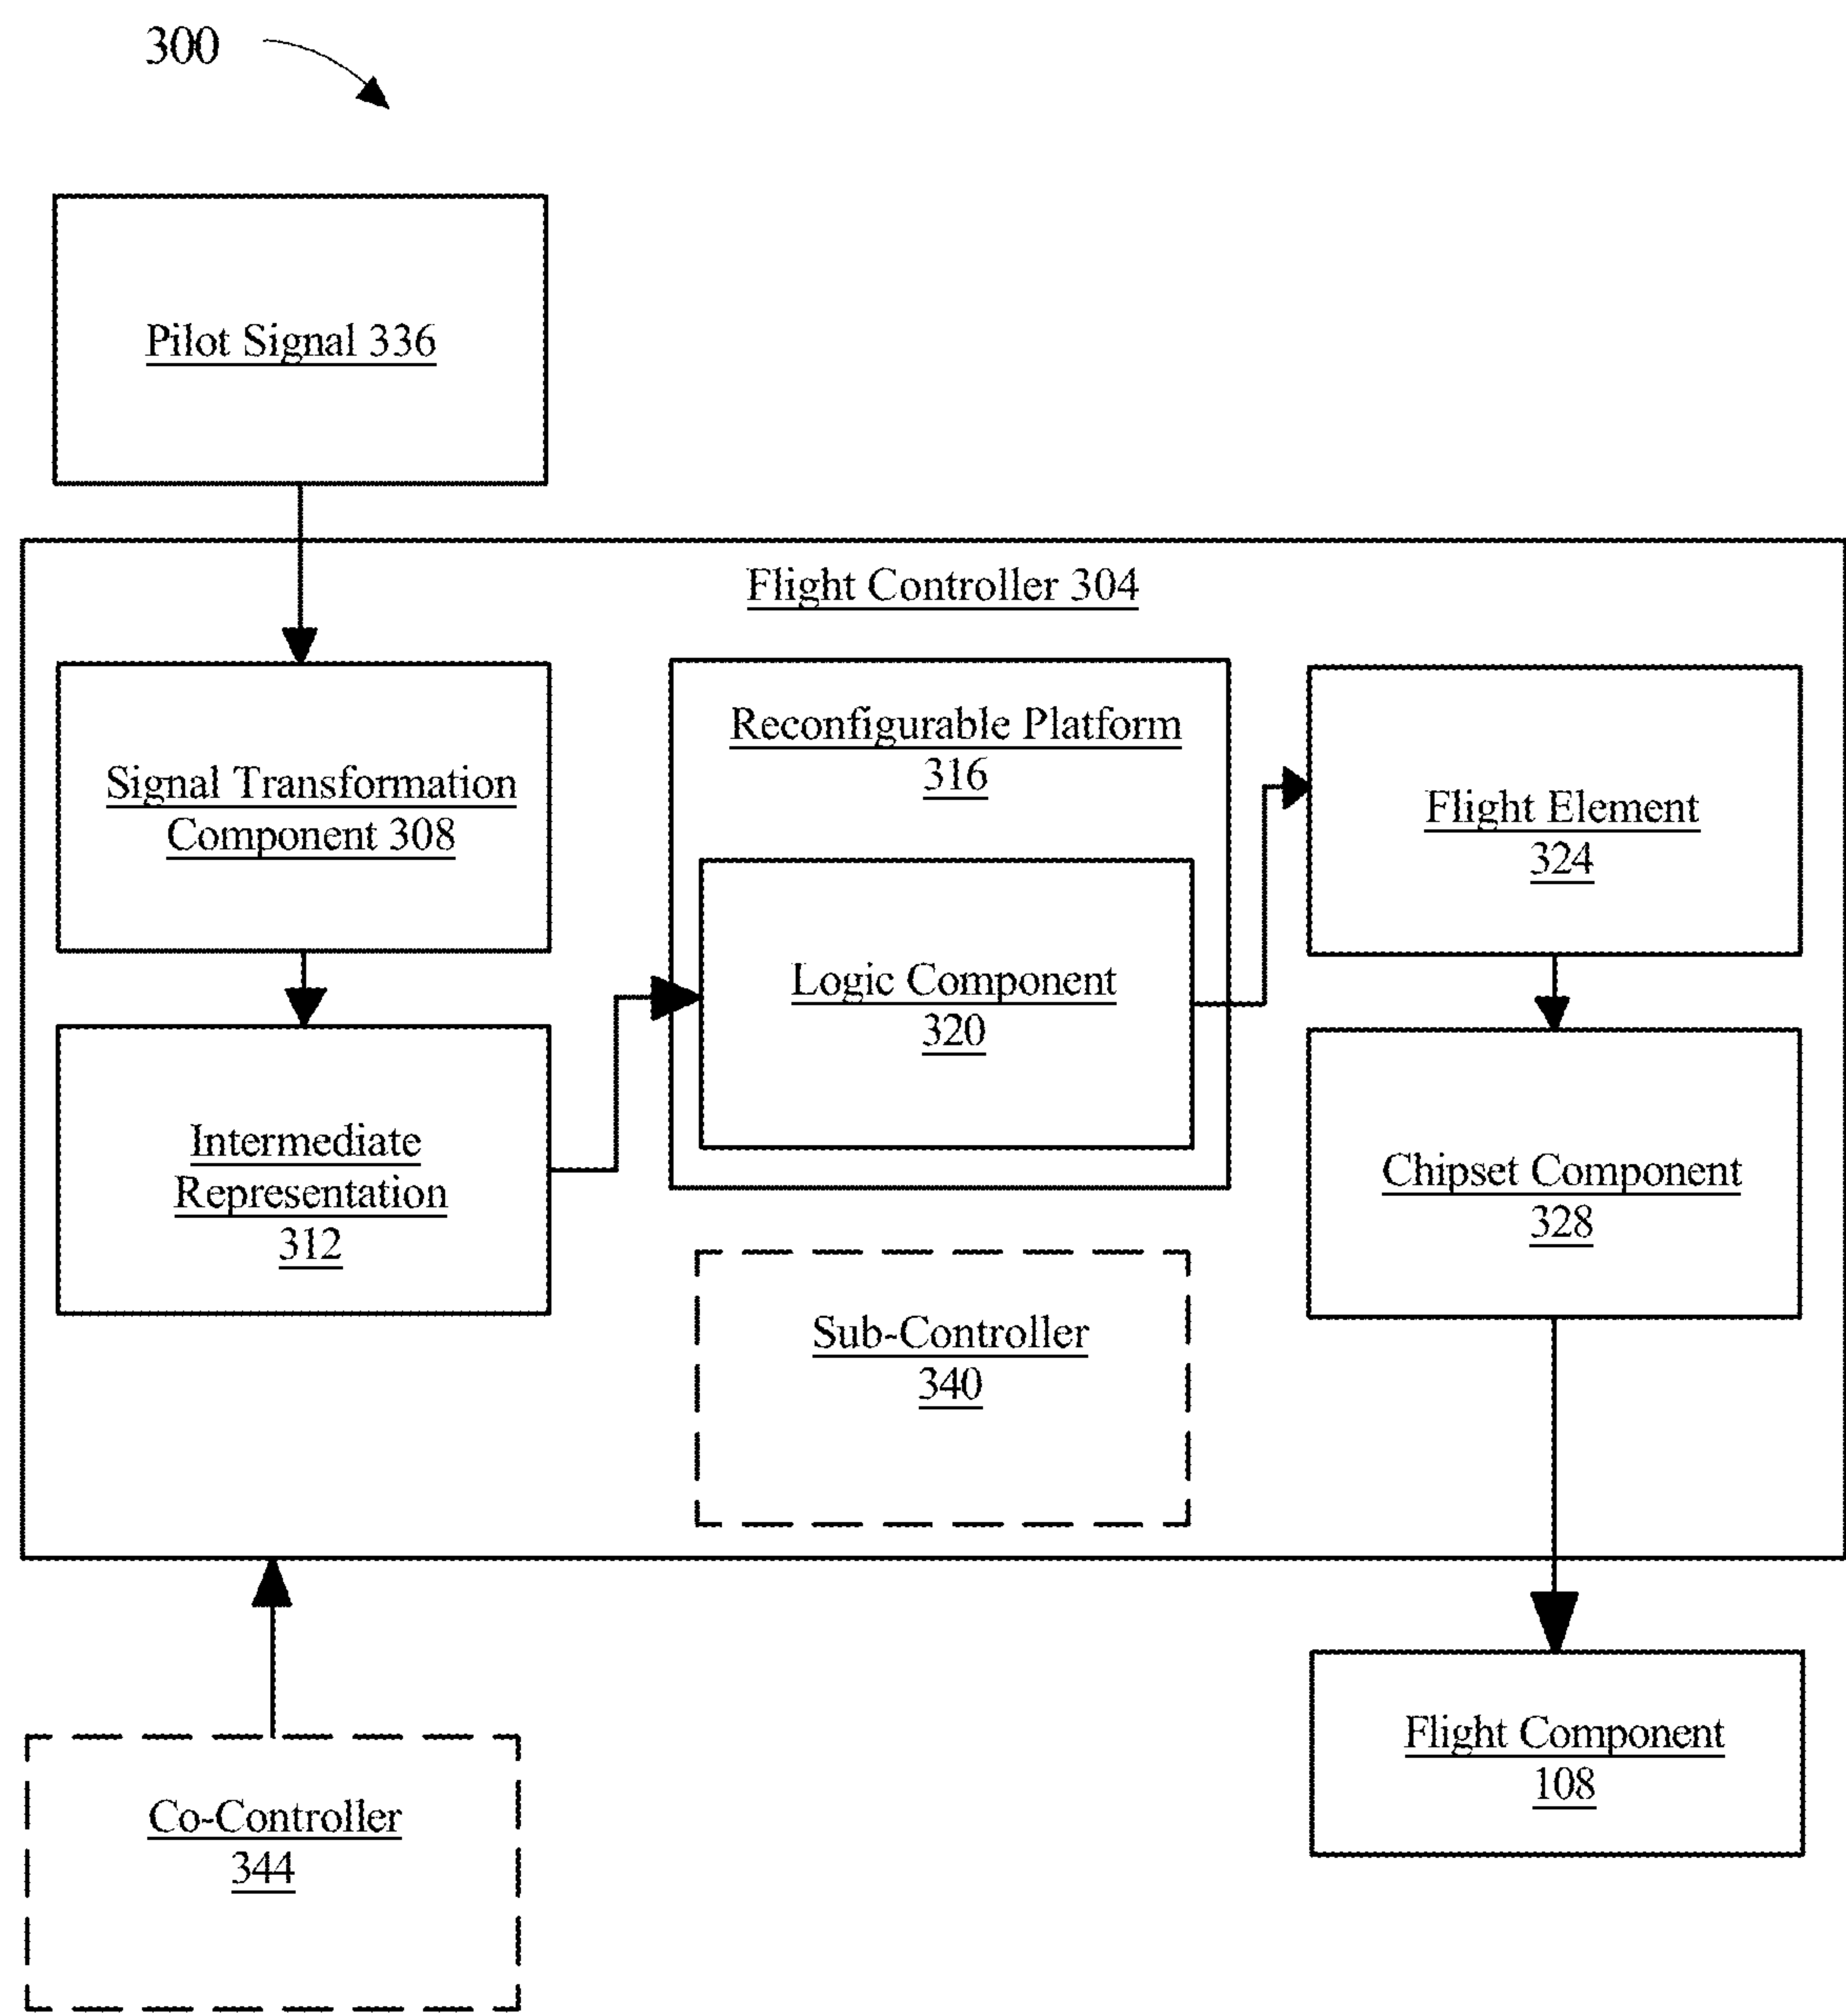 300
Pilot Signal 336
Flight Controller 304
Signal Transformation
Component 308
Intermediate
Representation
312
Reconfigurable Platform
316
Logic Component
320
Sub-Controller
340
Flight Element
324
Chipset Component
328
Co-Controller
344
Flight Component
108